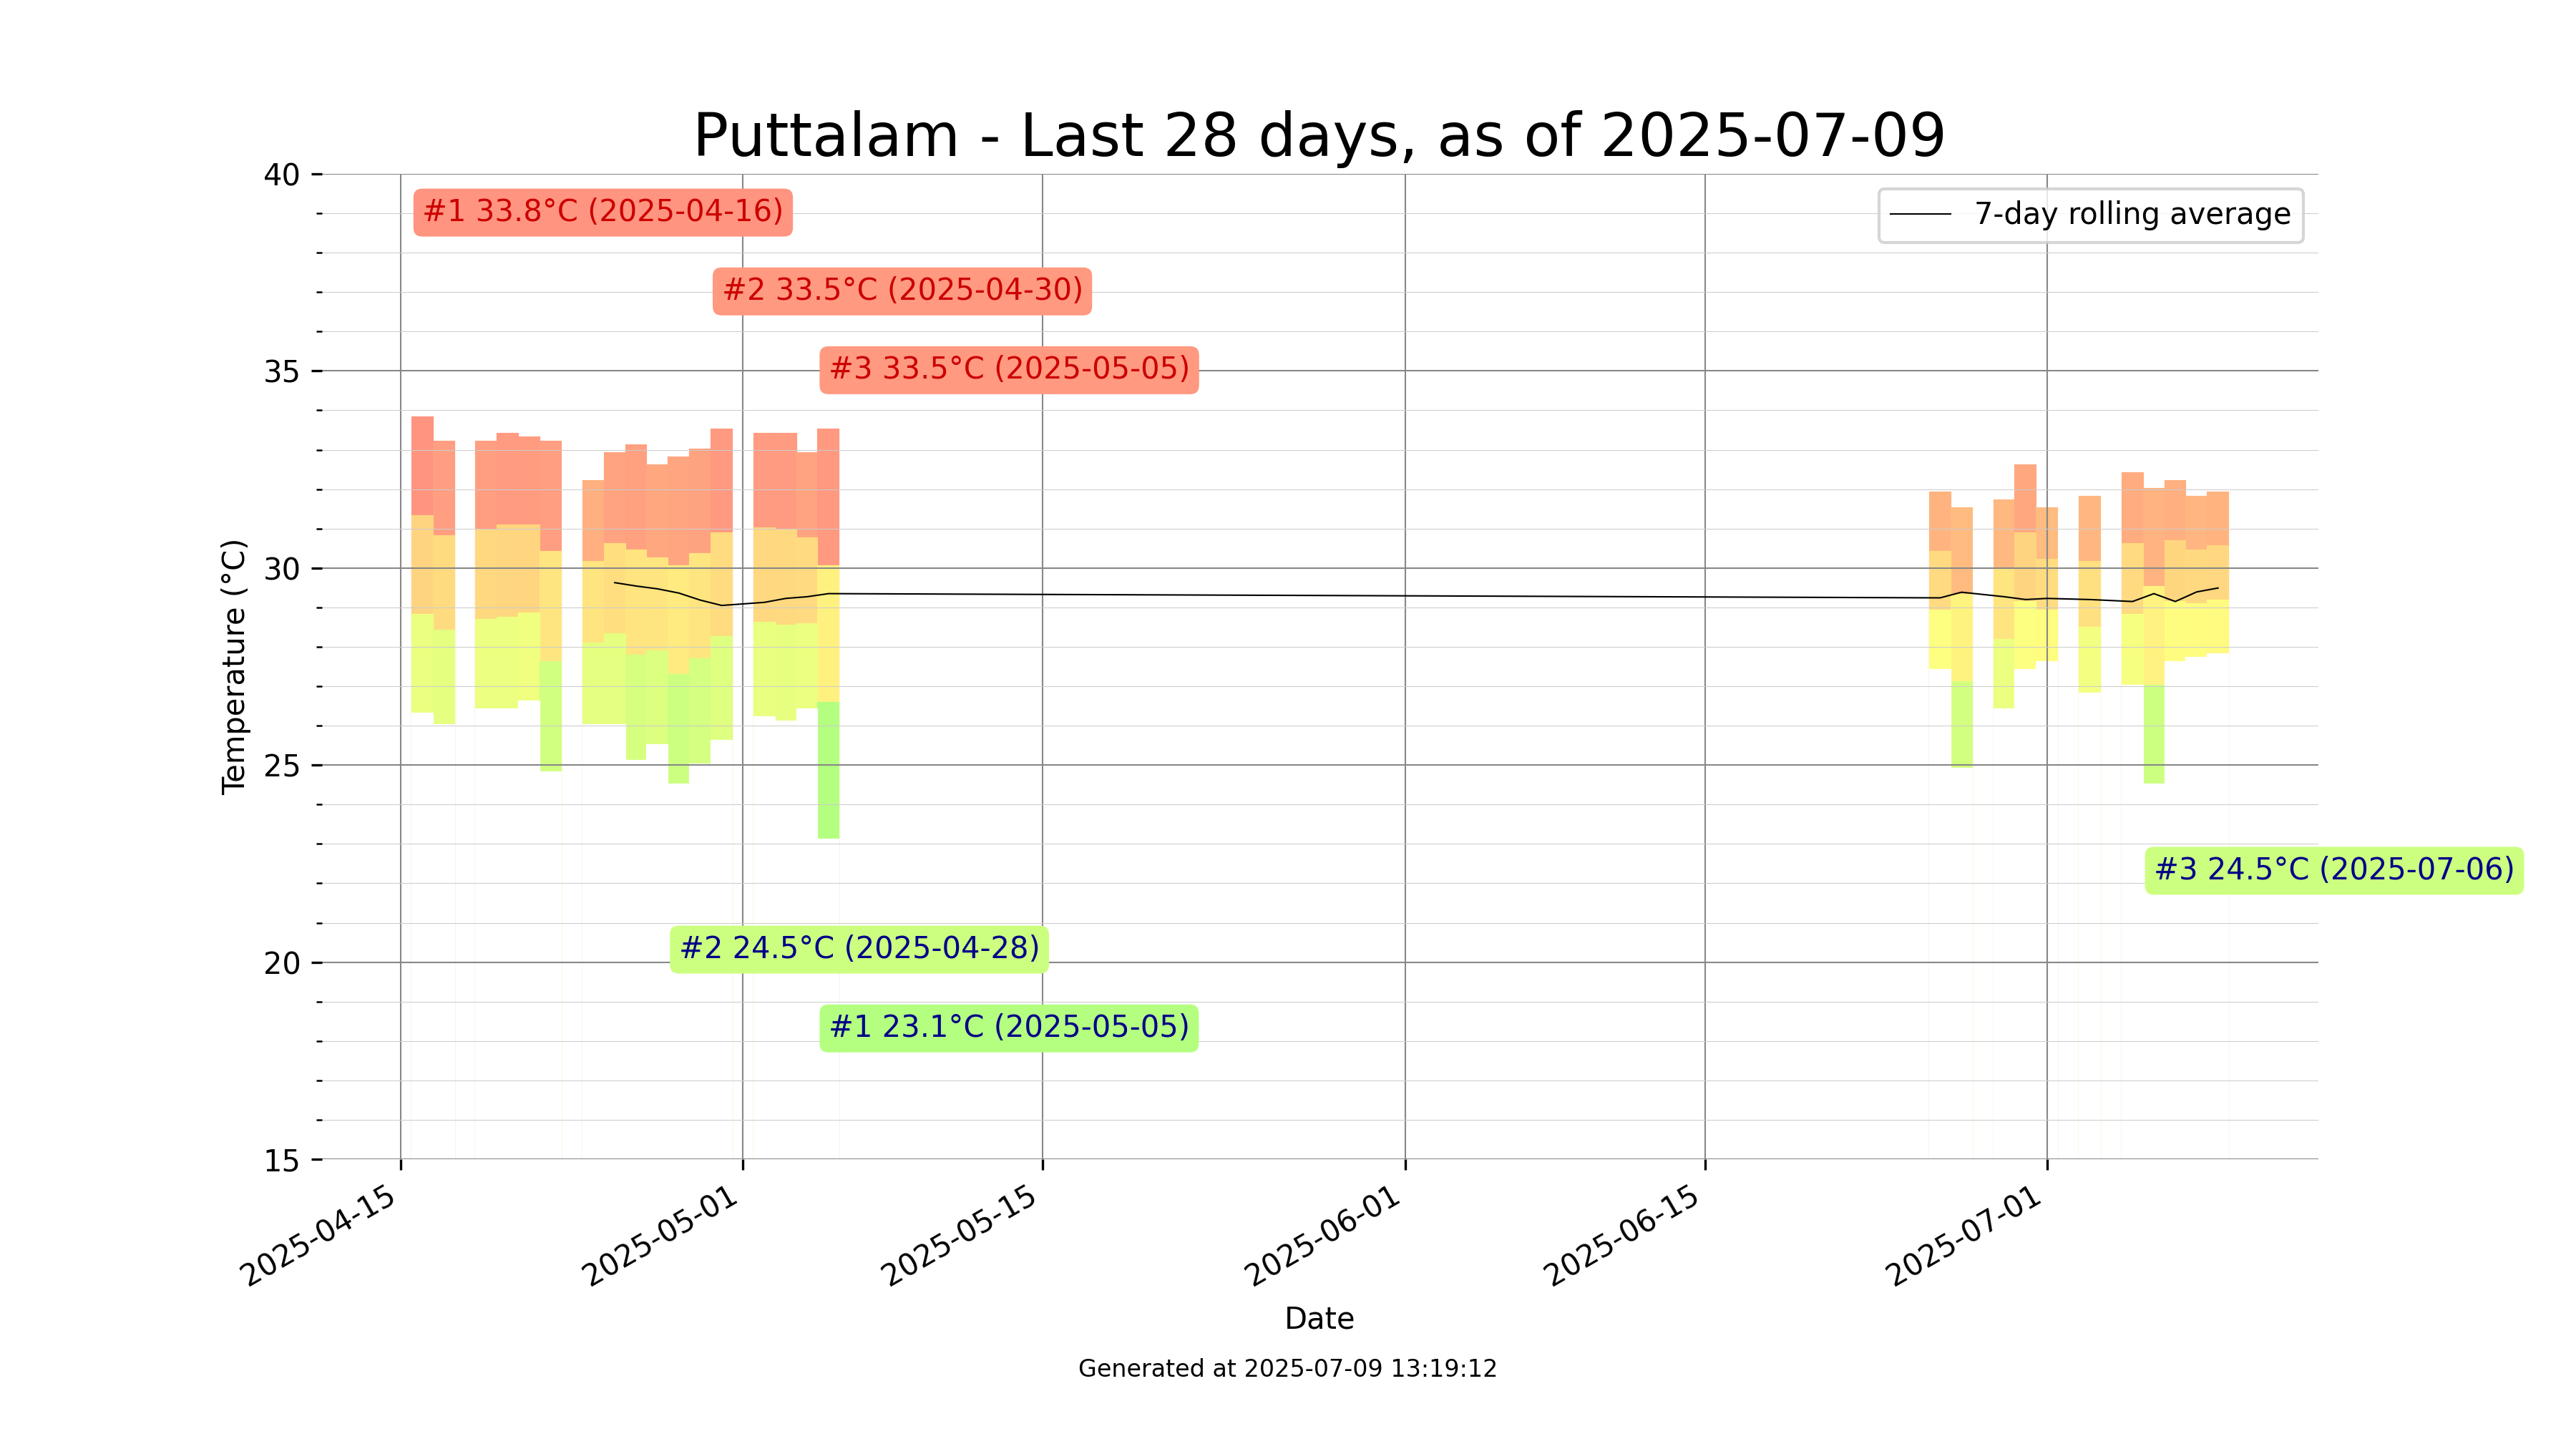 Puttalam - Last 28 days, as of 2025-07-09
40
#1 33.8°C (2025-04-16)
7-day rolling average
#2 33.5°C (2025-04-30)
#3 33.5°C (2025-05-05)
35
30
Temperature (°C)
25
#3 24.5°C (2025-07-06)
#2 24.5°C (2025-04-28)
20
#1 23.1°C (2025-05-05)
15
2025-04-15
2025-05-01
2025-05-15
2025-06-01
2025-06-15
2025-07-01
Date
Generated at 2025-07-09 13:19:12